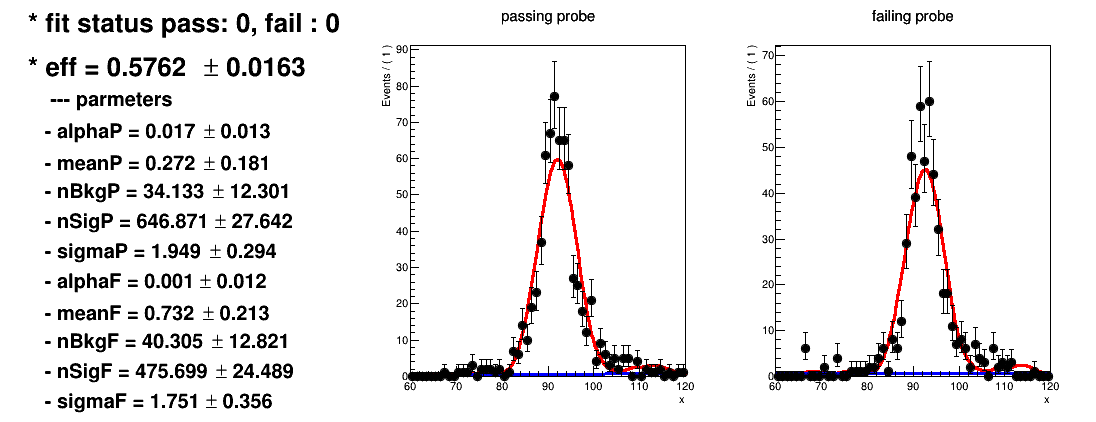 * fit status pass: 0, fail : 0
* eff = 0.5762 ± 0.0163
--- parmeters
- alphaP = 0.017 ± 0.013
- meanP = 0.272 ± 0.181
- nBkgP = 34.133 ± 12.301
- nSigP = 646.871 ± 27.642
- sigmaP = 1.949 ± 0.294
- alphaF = 0.001 ± 0.012
- meanF = 0.732 ± 0.213
- nBkgF = 40.305 ± 12.821
- nSigF = 475.699 ± 24.489
- sigmaF = 1.751 ± 0.356
passing probe
Events / ( 1 )
90
80
70
60
50
40
30
20
10
0
60 70 80 90 100 110 120
x
failing probe
Events / ( 1 )
70
60
50
40
30
20
10
0
60 70 80 90 100 110 120
x